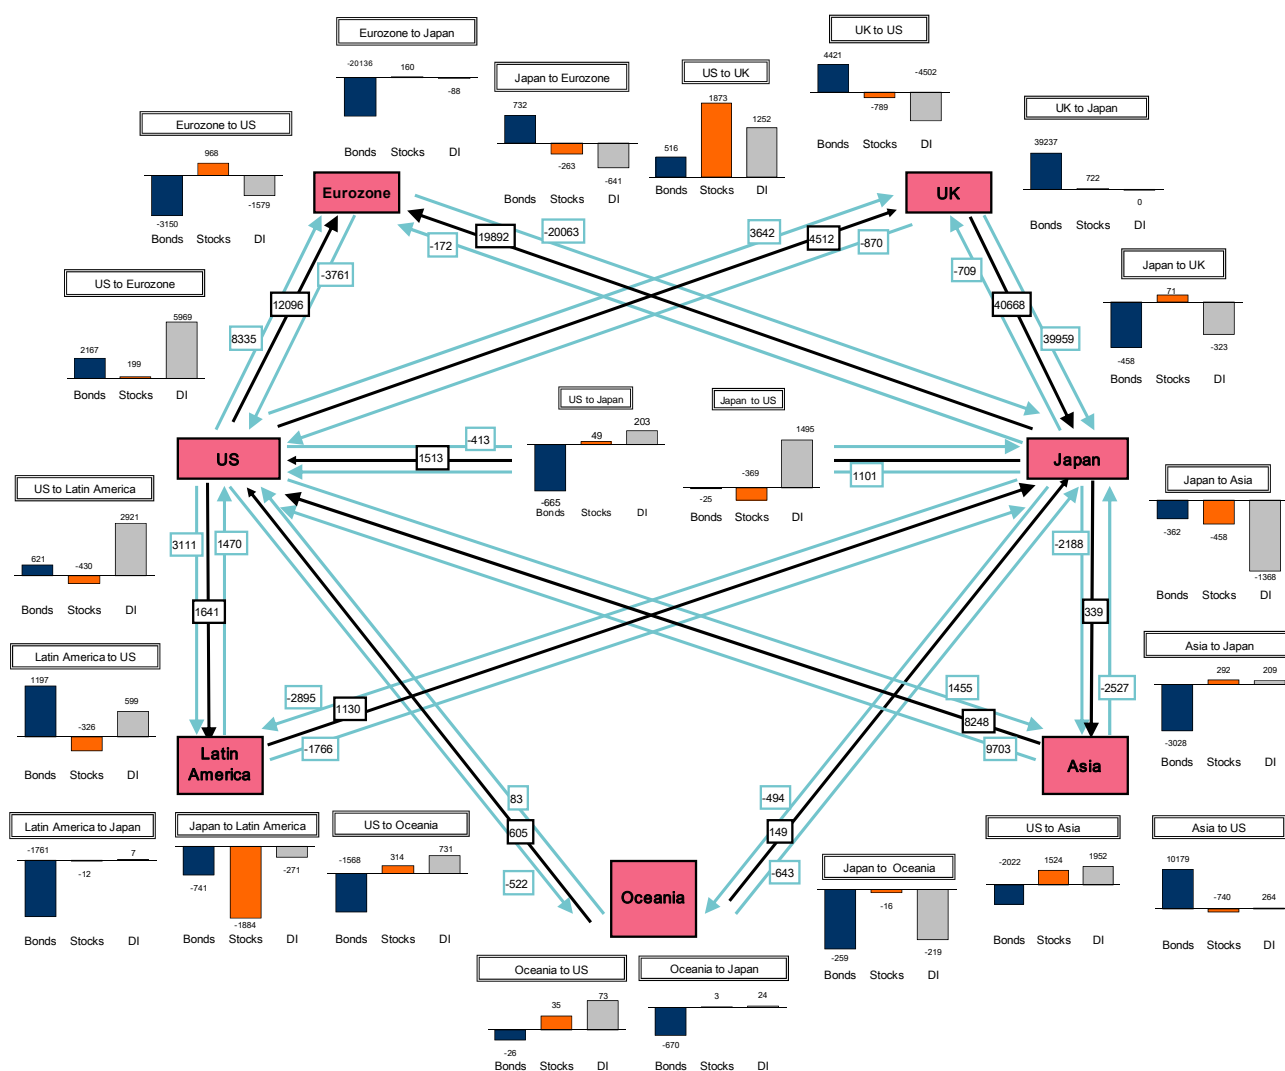 Eurozone to Japan
-20136 160 -88
Bonds Stocks DI
UK to US
4421 -789 -4502
Bonds Stocks DI
Japan to Eurozone
732 -263 -641
Bonds Stocks DI
US to UK
516 1873 1252
Bonds Stocks DI
UK to Japan
39237 722 0
Bonds Stocks DI
Eurozone to US
-3150 968 -1579
Bonds Stocks DI
Eurozone
UK
-172 19892 -20063
3642 4512 -870
-709 40668 39959
Japan to UK
-458 71 -323
Bonds Stocks DI
US to Eurozone
2167 199 5969
Bonds Stocks DI
8335 12096 -3761
US to Japan
-665 49 203
Bonds Stocks DI
Japan to US
-25 -369 1495
Bonds Stocks DI
US
-413
1513
1101
Japan
US to Latin America
621 -430 2921
Bonds Stocks DI
3111 1641 1470
-2188 339 -2527
Japan to Asia
-362 -458 -1368
Bonds Stocks DI
Latin America to US
1197 -326 599
Bonds Stocks DI
Asia to Japan
-3028 292 209
Bonds Stocks DI
-2895 1130 -1766
1455 8248 9703
Latin
America
Asia
Latin America to Japan
-1761 -12 7
Bonds Stocks DI
Japan to Latin America
-741 -1884 -271
Bonds Stocks DI
US to Oceania
-1568 314 731
Bonds Stocks DI
83 605 -522
-494 149 -643
Oceania
Japan to Oceania
-259 -16 -219
Bonds Stocks DI
US to Asia
-2022 1524 1952
Bonds Stocks DI
Asia to US
10179 -740 264
Bonds Stocks DI
Oceania to US
-26 35 73
Bonds Stocks DI
Oceania to Japan
-670 3 24
Bonds Stocks DI